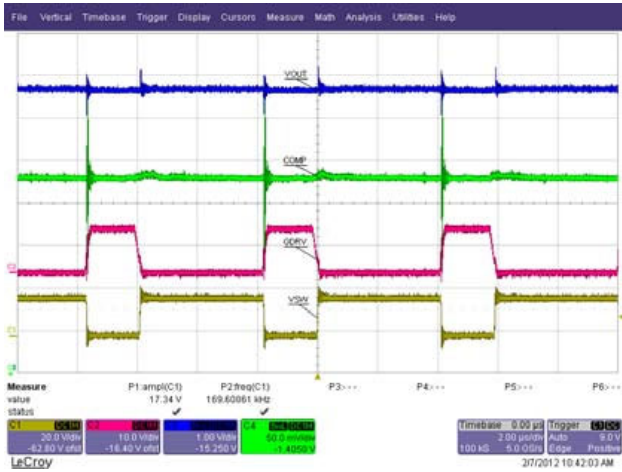 File Vertical Timebase Trigger Display Cursors Measure Math Analysis Utilities Help
VOUT
COMP
GDRV
VSW
Measure P1:ampl(C1) P2:freq(C1) P3:--- P4:--- P5:--- P6:---
value 17.34 V 169.60061 kHz
status
C1 C2 C4 Timebase 0.00 µs Trigger
20.0 V/div 10.0 V/div 1.00 V/div 50.0 mV/div 2.00 µs/div Auto 9.0 V
-62.80 V ofst -16.40 V ofst -15.250 V -1.4050 V 100 kS 5.0 GS/s Edge Positive
LeCroy 2/7/2012 10:42:03 AM